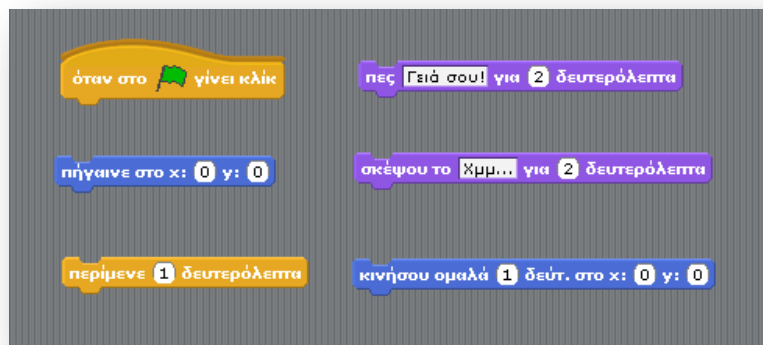 όταν στο γίνει κλίκ
πες Γειά σου! για 2 δευτερόλεπτα
πήγαινε στο x: 0 y: 0
σκέψου το Χμμ... για 2 δευτερόλεπτα
περίμενε 1 δευτερόλεπτα
κινήσου ομαλά 1 δεύτ. στο x: 0 y: 0